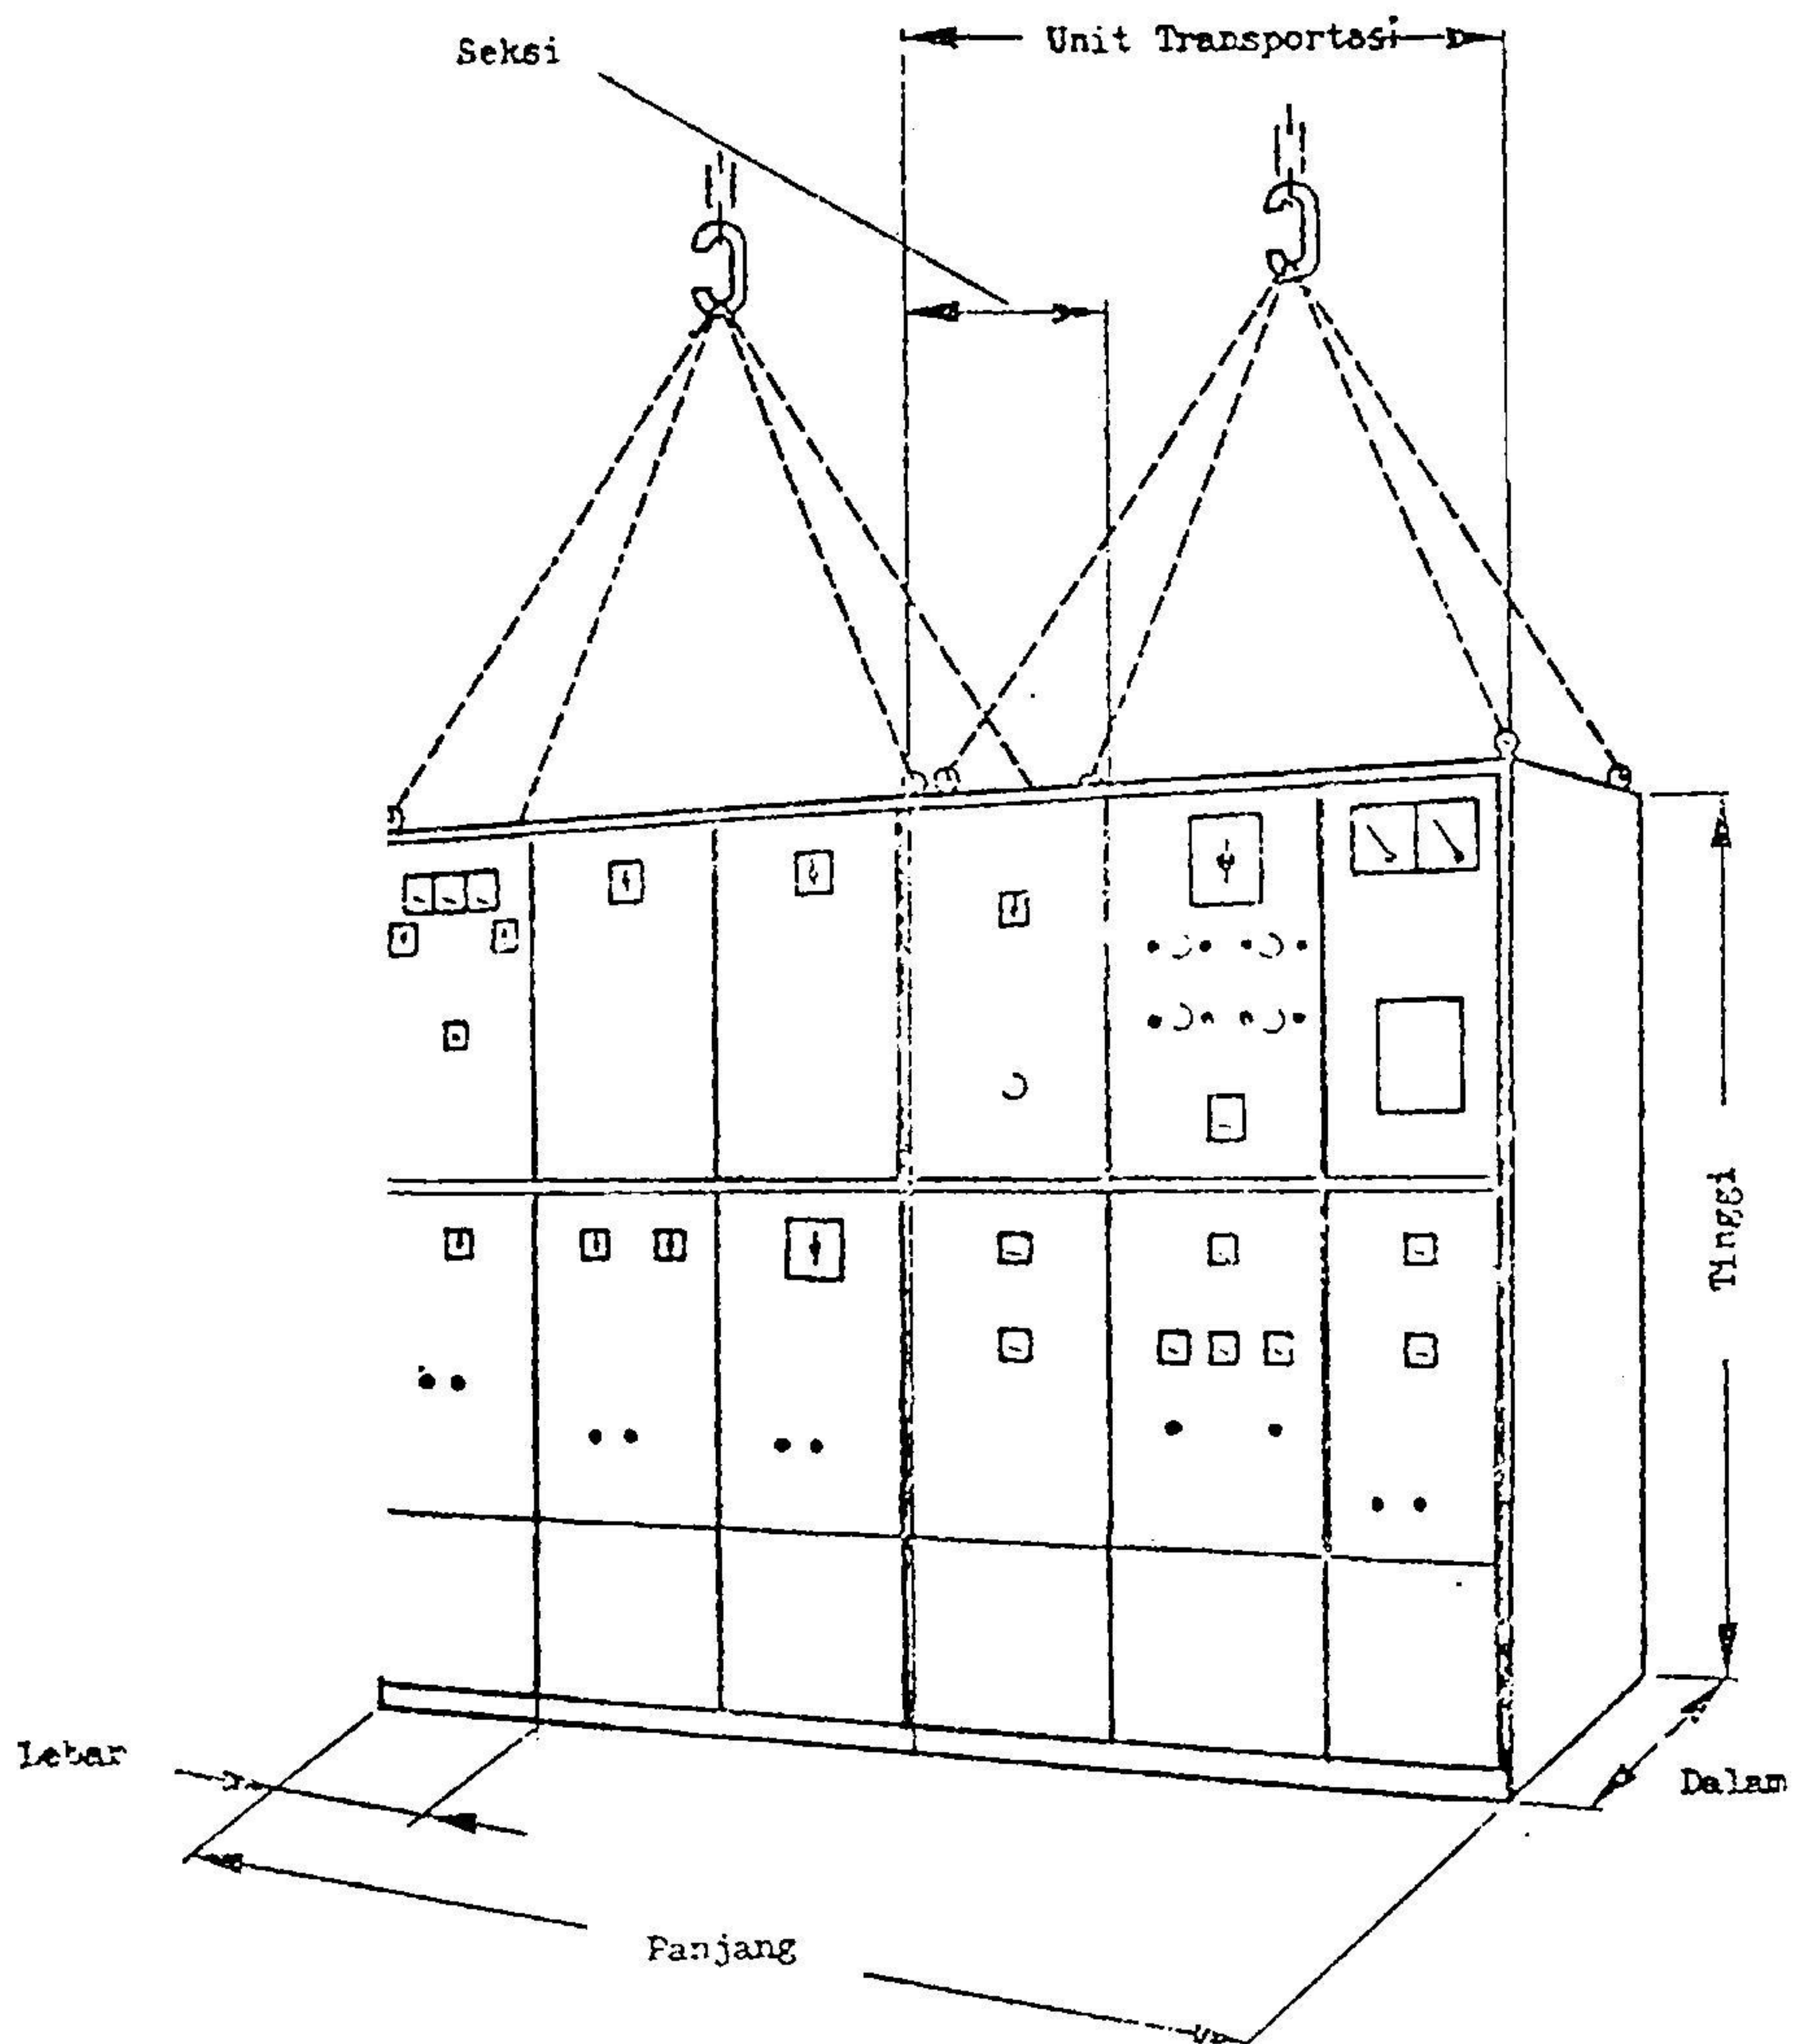 Seksi
Unit Transportasi
Tinggi
Lebar
Dalam
Panjang